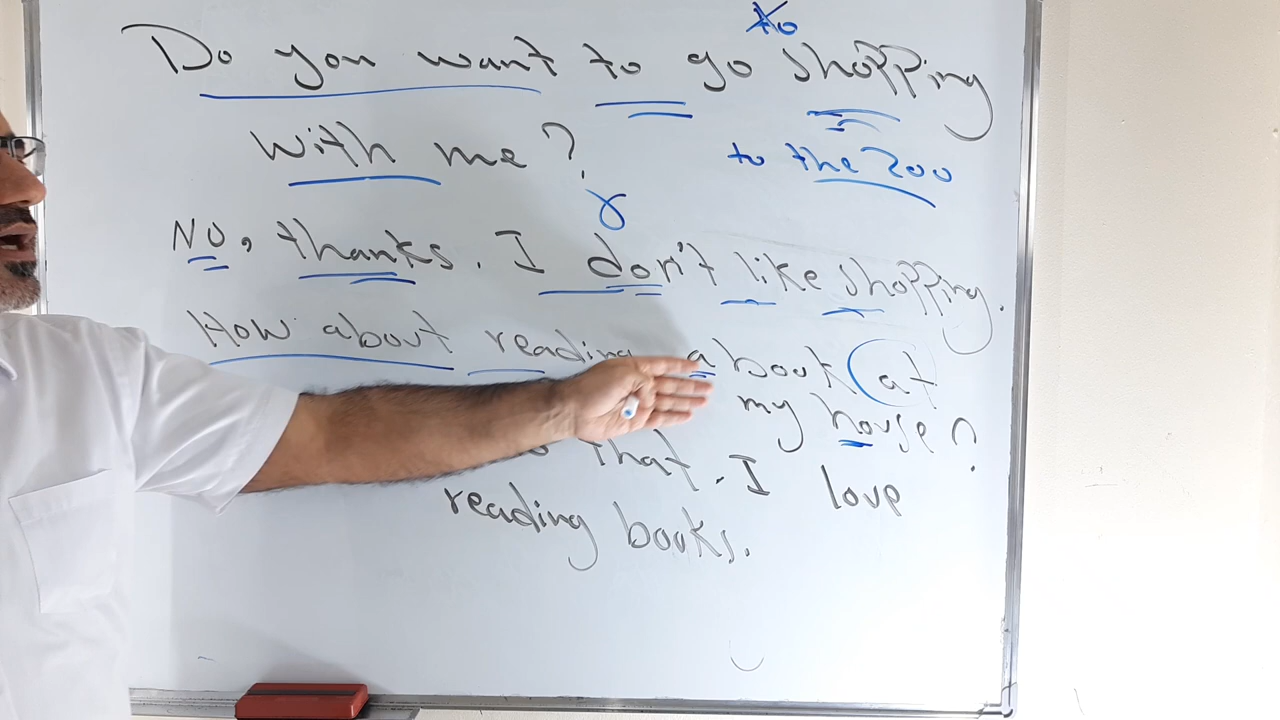 to
Do you want to go shopping
with me?
to the zoo
No, thanks. I don't like shopping.
How about reading a book (at
my house?
that. I love
reading books.